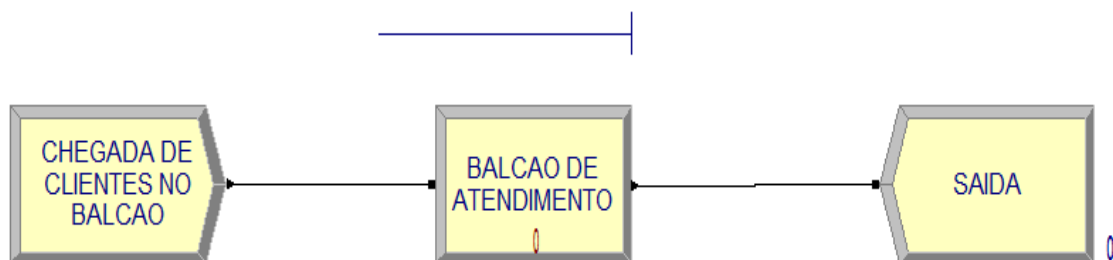 CHEGADA DE
CLIENTES NO
BALCAO
BALCAO DE
ATENDIMENTO
0
SAIDA
0